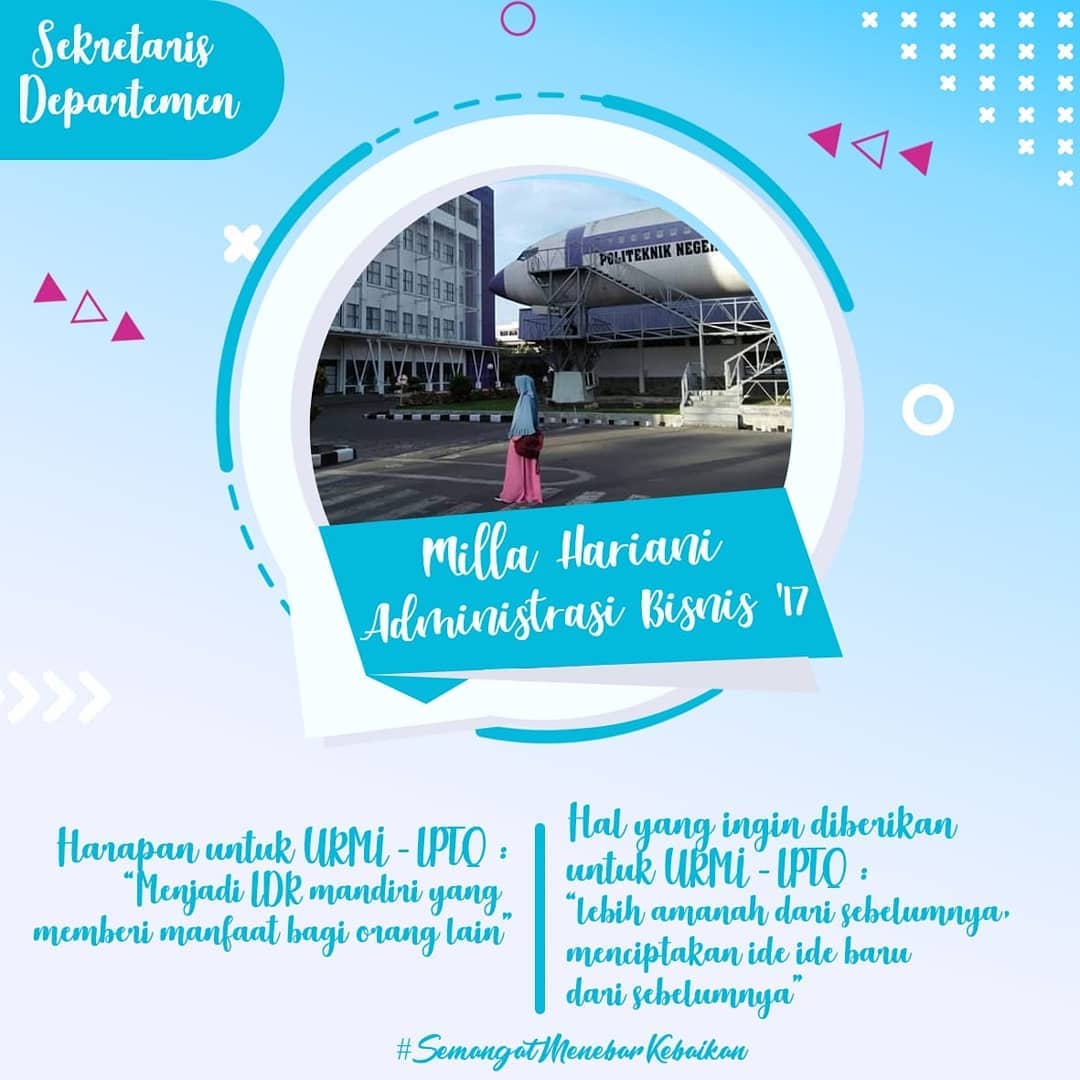 Sekretaris
Departemen
POLITEKNIK NEGE
Milla Hariani
Administrasi Bisnis '17
Harapan untuk URMI - LPTQ :
"Menjadi LDK mandiri yang
memberi manfaat bagi orang lain"
Hal yang ingin diberikan
untuk URMI - LPTQ :
"lebih amanah dari sebelumnya,
menciptakan ide ide baru
dari sebelumnya"
#SemangatMenebarKebaikan